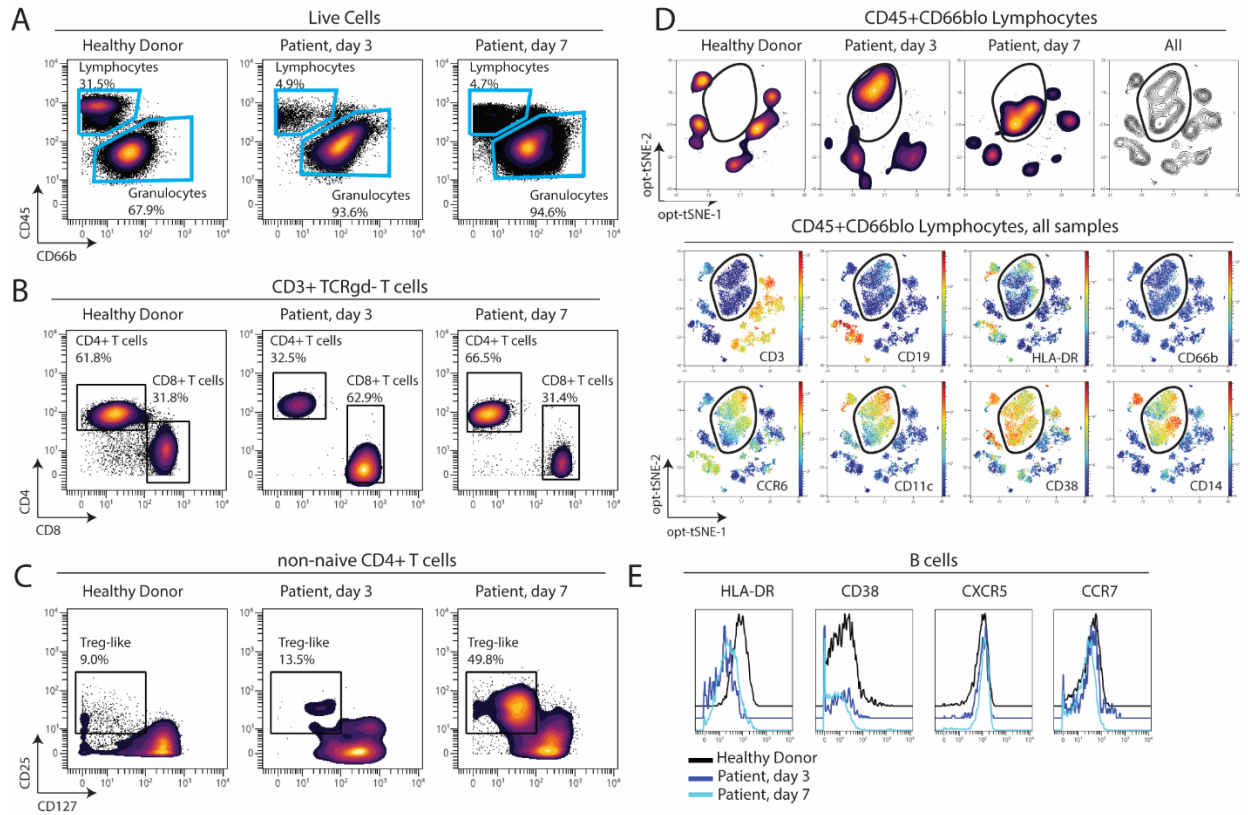 A
Live Cells
Healthy Donor
Patient, day 3
Patient, day 7
Lymphocytes
31.5%
Lymphocytes
4.9%
Lymphocytes
4.7%
Granulocytes
67.9%
Granulocytes
93.6%
Granulocytes
94.6%
CD45
CD66b
B
CD3+ TCRgd- T cells
Healthy Donor
Patient, day 3
Patient, day 7
CD4+ T cells
61.8%
CD8+ T cells
31.8%
CD4+ T cells
32.5%
CD8+ T cells
62.9%
CD4+ T cells
66.5%
CD8+ T cells
31.4%
CD4
CD8
C
non-naive CD4+ T cells
Healthy Donor
Patient, day 3
Patient, day 7
Treg-like
9.0%
Treg-like
13.5%
Treg-like
49.8%
CD25
CD127
D
CD45+CD66blo Lymphocytes
Healthy Donor
Patient, day 3
Patient, day 7
All
opt-tSNE-2
opt-tSNE-1
CD45+CD66blo Lymphocytes, all samples
CD3
CD19
HLA-DR
CD66b
CCR6
CD11c
CD38
CD14
opt-tSNE-2
opt-tSNE-1
E
B cells
HLA-DR
CD38
CXCR5
CCR7
Healthy Donor
Patient, day 3
Patient, day 7